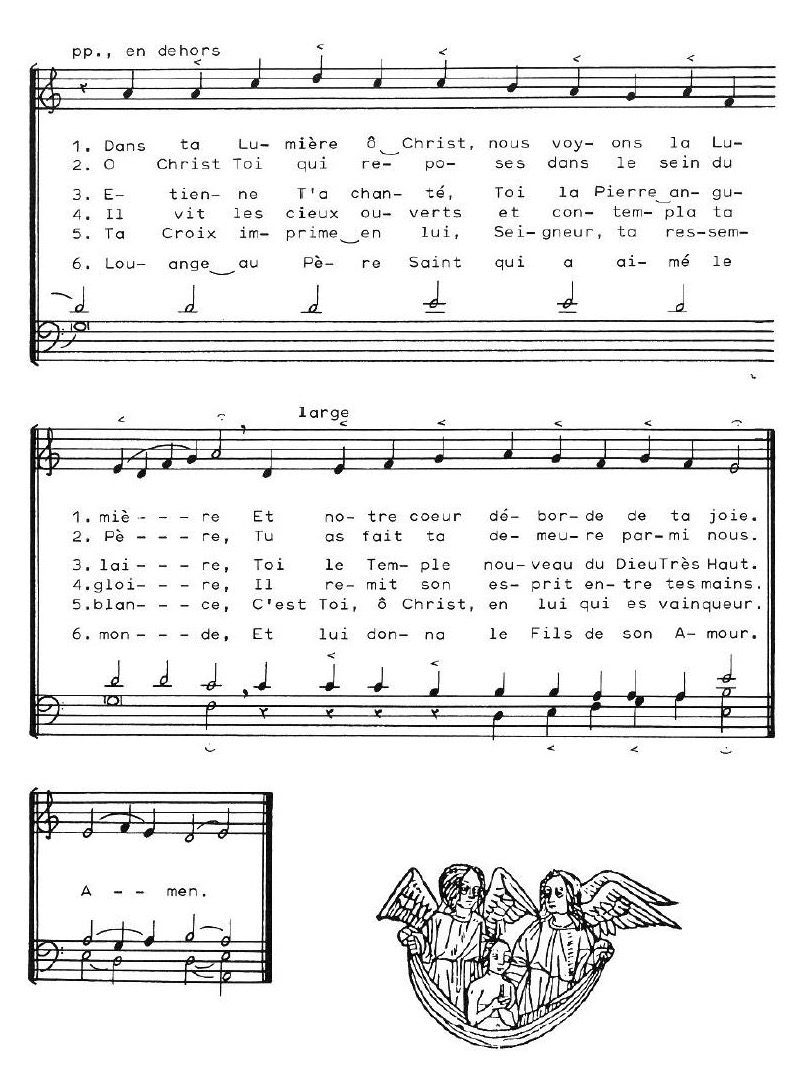 pp., en dehors
1. Dans ta Lu- mière ô Christ, nous voy- ons la Lu-
2. O Christ Toi qui re- po- ses dans le sein du
3. E- tien- ne T'a chan- té, Toi la Pierre an- gu-
4. Il vit les cieux ou- verts et con- tem- pla ta
5. Ta Croix im- prime en lui, Sei- gneur, ta res-sem-
6. Lou- ange au Pè- re Saint qui a ai- mé le
large
1. miè - - - re Et no- tre coeur dé- bor- de de ta joie.
2. Pè - - - re, Tu as fait ta de- meu- re par- mi nous.
3. lai- - - - re, Toi le Tem- ple nou- veau du DieuTrès Haut.
4.gloi- - - - re, Il re- mit son es- prit en- tre tes mains.
5.blan- - - - ce, C'est Toi, ô Christ, en lui qui es vainqueur.
6. mon - - - de, Et lui don- na le Fils de son A- mour.
A - - men.